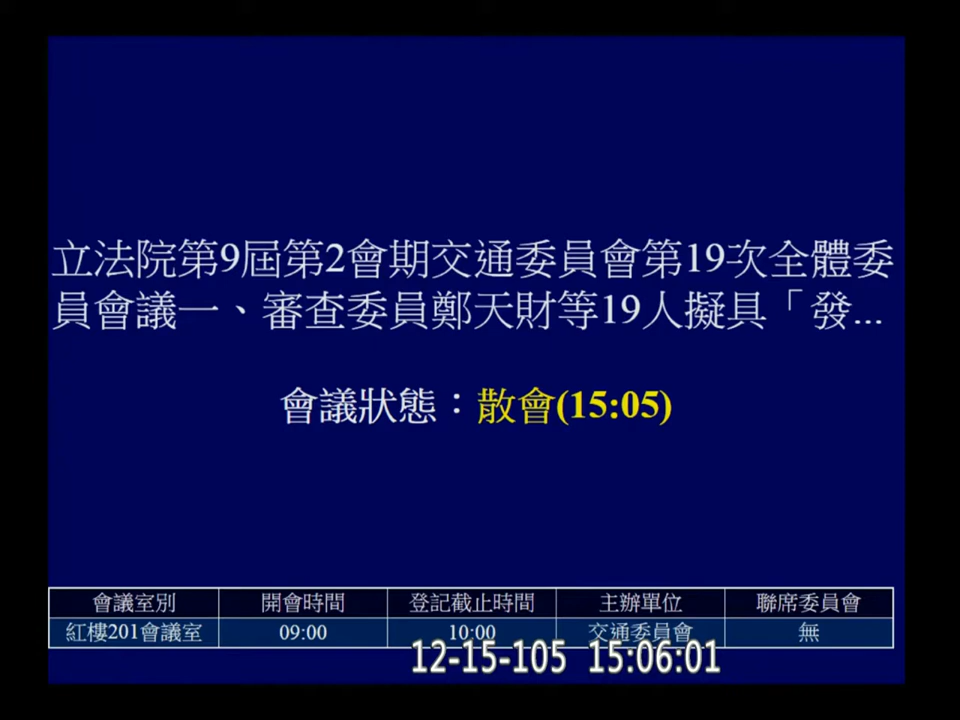 立法院第9屆第2會期交通委員會第19次全體委
員會議一、審查委員鄭天財等19人擬具「發...
會議狀態：散會(15:05)
會議室別 開會時間 登記截止時間 主辦單位 聯席委員會
紅樓201會議室 09:00 10:00 交通委員會 無
12-15-105 15:06:01